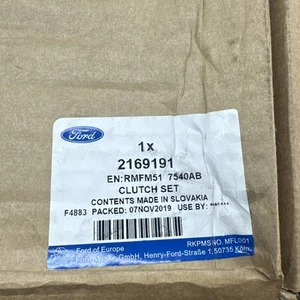 Ford
1x
2169191
EN:RMFM51 7540AB
CLUTCH SET
CONTENTS MADE IN SLOVAKIA
F4883 PACKED: 07NOV2019 USE BY:
RKPMS NO. MFL001
Ford of Europe
GmbH, Henry-Ford-Straße 1, 50735 Köln